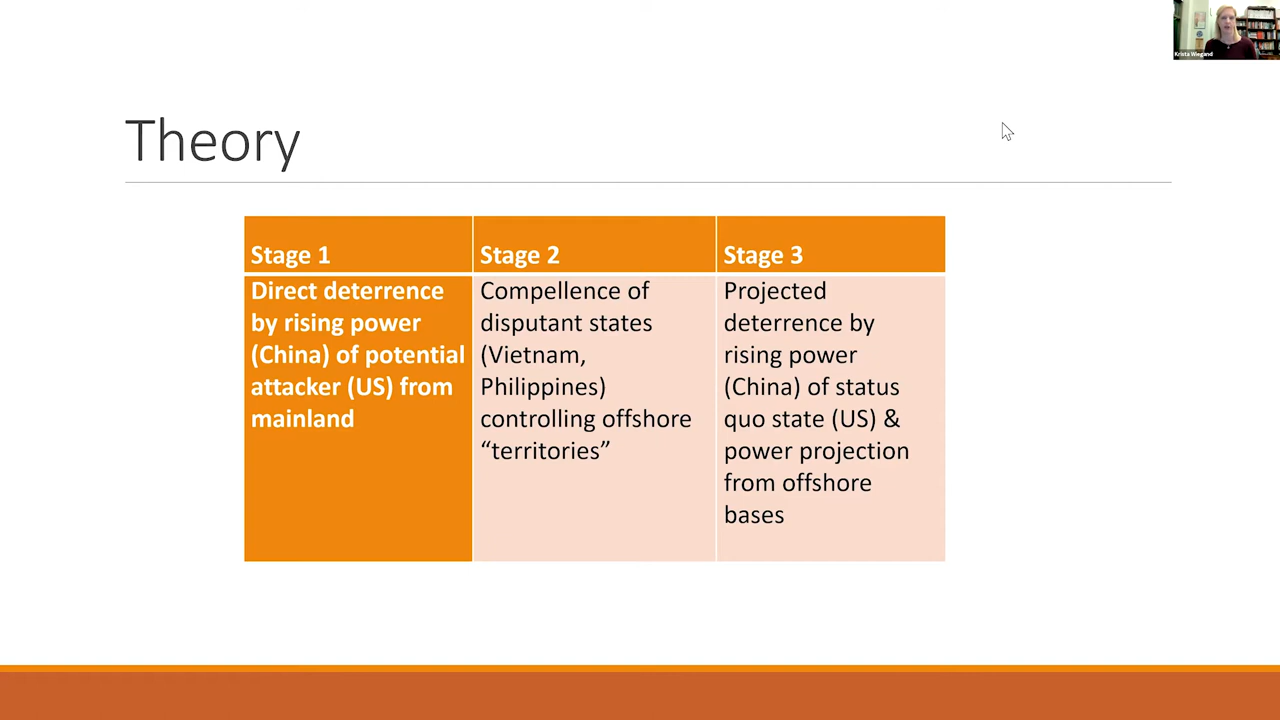 Krista Wiegand
Theory
Stage 1
Stage 2
Stage 3
Direct deterrence
by rising power
(China) of potential
attacker (US) from
mainland
Compellence of
disputant states
(Vietnam,
Philippines)
controlling offshore
“territories”
Projected
deterrence by
rising power
(China) of status
quo state (US) &
power projection
from offshore
bases